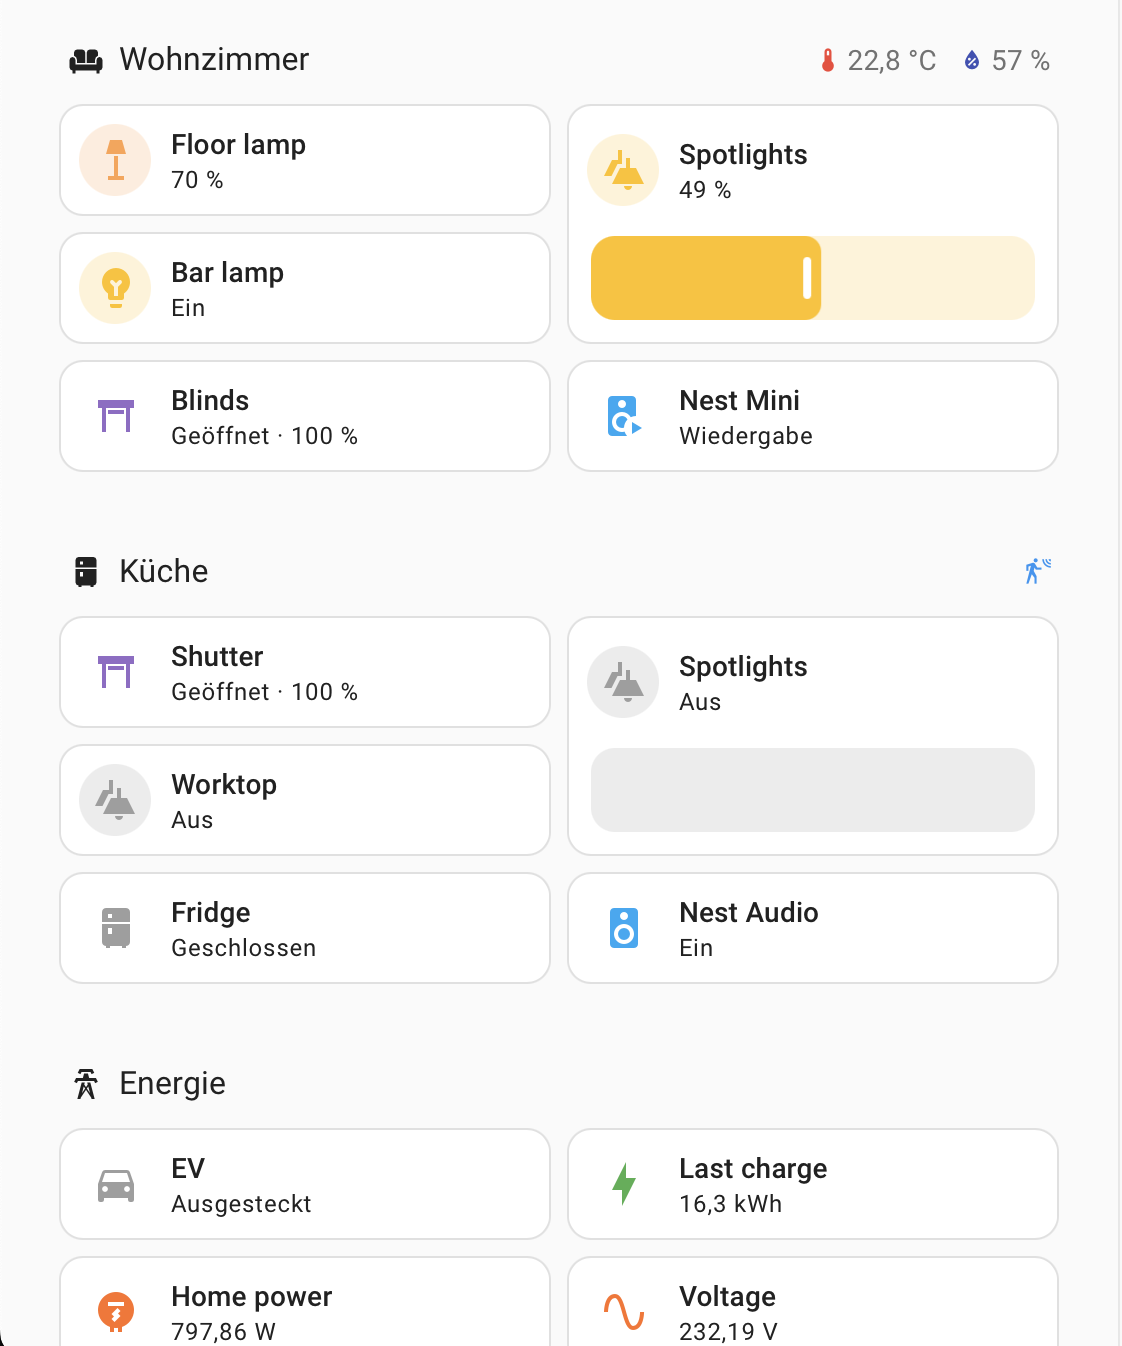 Wohnzimmer
22,8 °C 57 %
Floor lamp
70 %
Spotlights
49 %
Bar lamp
Ein
Blinds
Geöffnet · 100 %
Nest Mini
Wiedergabe
Küche
Shutter
Geöffnet · 100 %
Spotlights
Aus
Worktop
Aus
Fridge
Geschlossen
Nest Audio
Ein
Energie
EV
Ausgesteckt
Last charge
16,3 kWh
Home power
797,86 W
Voltage
232,19 V